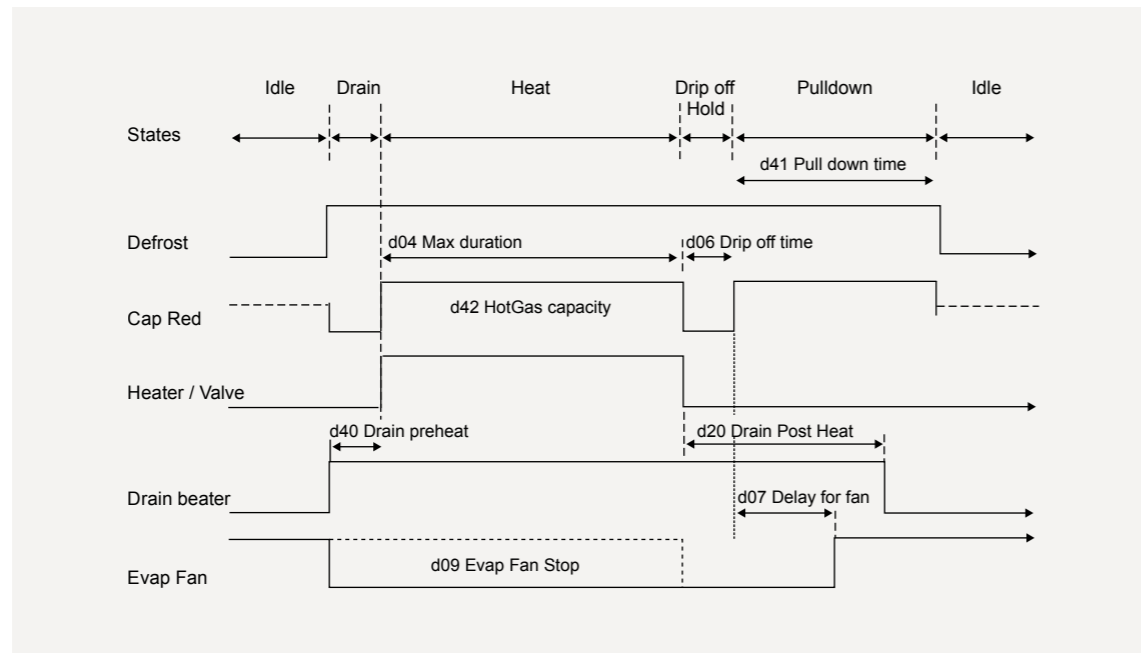 Idle Drain Heat Drip off Pulldown Idle
Hold
States
d41 Pull down time
Defrost
d04 Max duration d06 Drip off time
d42 HotGas capacity
Cap Red
Heater / Valve
d40 Drain preheat d20 Drain Post Heat
Drain beater
d07 Delay for fan
d09 Evap Fan Stop
Evap Fan